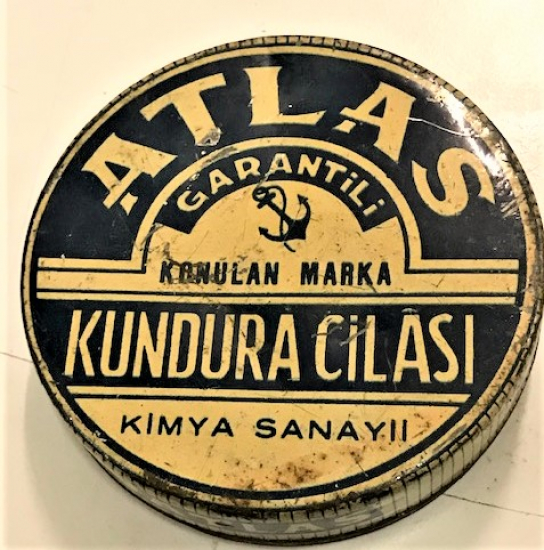 ATLAS
GARANTİLİ
KONULAN MARKA
KUNDURA CİLASI
KİMYA SANAYİİ